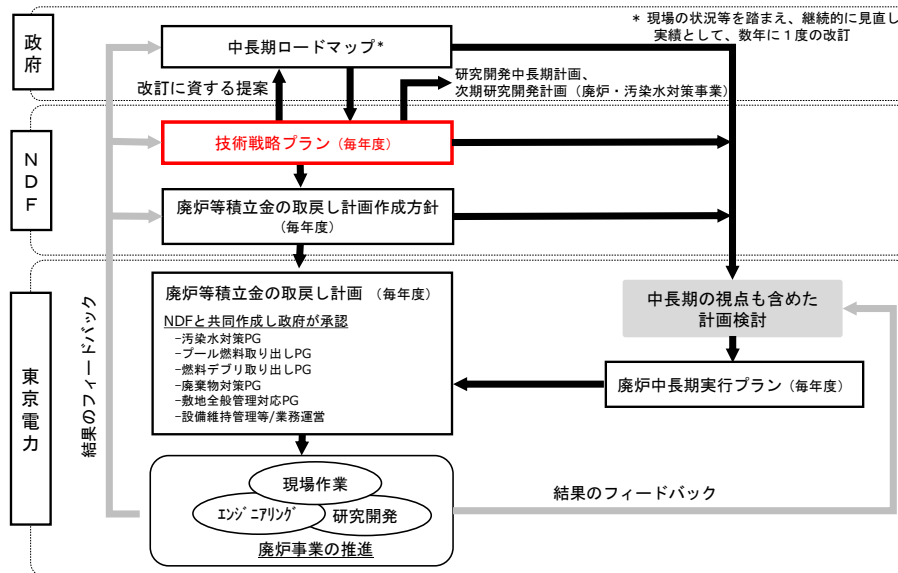 政府
中長期ロードマップ*
* 現場の状況等を踏まえ、継続的に見直し
実績として、数年に1度の改訂
改訂に資する提案
研究開発中長期計画、
次期研究開発計画（廃炉・汚染水対策事業）
NDF
技術戦略プラン（毎年度）
廃炉等積立金の取戻し計画作成方針
（毎年度）
東京電力
結果のフィードバック
廃炉等積立金の取戻し計画 （毎年度）
NDFと共同作成し政府が承認
-汚染水対策PG
-プール燃料取り出しPG
-燃料デブリ取り出しPG
-廃棄物対策PG
-敷地全般管理対応PG
-設備維持管理等/業務運営
中長期の視点も含めた
計画検討
廃炉中長期実行プラン（毎年度）
現場作業
ｴﾝｼﾞﾆｱﾘﾝｸﾞ
研究開発
廃炉事業の推進
結果のフィードバック